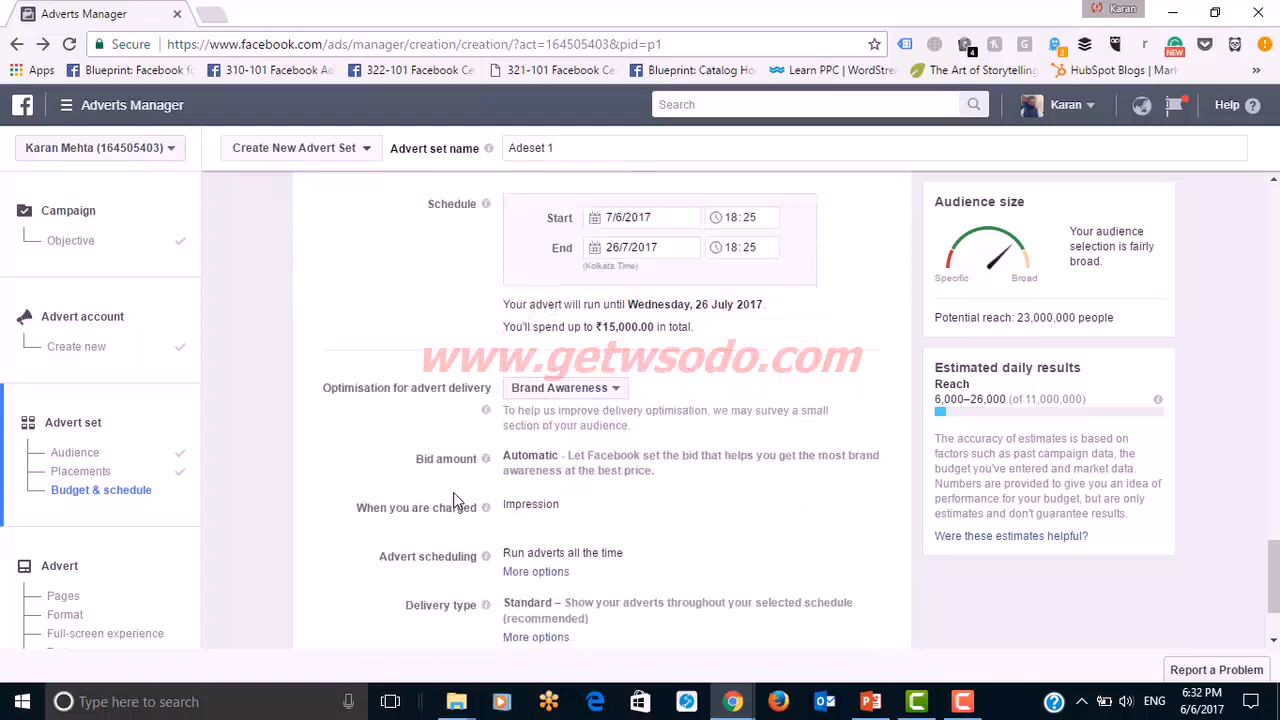 Adverts Manager
Karan
Secure
https://www.facebook.com/ads/manager/creation/creation/?act=164505403&pid=p1
Apps
Blueprint: Facebook fo
310-101 Facebook Ad
322-101 Facebook Ce
321-101 Facebook Ce
Blueprint: Catalog Ho
Learn PPC | WordStre
The Art of Storytelling
HubSpot Blogs | Mark
Adverts Manager
Search
Karan
Help
Karan Mehta (164505403)
Create New Advert Set
Advert set name
Adeset 1
Campaign
Objective
Advert account
Create new
Advert set
Audience
Placements
Budget & schedule
Advert
Pages
Format
Full-screen experience
Schedule
Start
7/6/2017
18:25
End
26/7/2017
18:25
(Kolkata Time)
Your advert will run until Wednesday, 26 July 2017.
You'll spend up to ₹15,000.00 in total.
www.getwsodo.com
Optimisation for advert delivery
Brand Awareness
To help us improve delivery optimisation, we may survey a small
section of your audience.
Bid amount
Automatic - Let Facebook set the bid that helps you get the most brand
awareness at the best price.
When you are charged
Impression
Advert scheduling
Run adverts all the time
More options
Delivery type
Standard – Show your adverts throughout your selected schedule
(recommended)
More options
Audience size
Specific
Broad
Your audience
selection is fairly
broad.
Potential reach: 23,000,000 people
Estimated daily results
Reach
6,000–26,000 (of 11,000,000)
The accuracy of estimates is based on
factors such as past campaign data, the
budget you've entered and market data.
Numbers are provided to give you an idea of
performance for your budget, but are only
estimates and don't guarantee results.
Were these estimates helpful?
Report a Problem
Type here to search
ENG
6:32 PM
6/6/2017